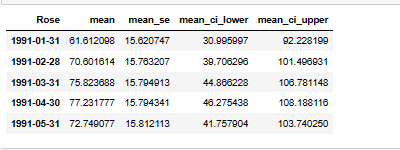 Rose mean mean_se mean_ci_lower mean_ci_upper
1991-01-31 61.612098 15.620747 30.995997 92.228199
1991-02-28 70.601614 15.763207 39.706296 101.496931
1991-03-31 75.823688 15.794913 44.866228 106.781148
1991-04-30 77.231777 15.794341 46.275438 108.188116
1991-05-31 72.749077 15.812113 41.757904 103.740250